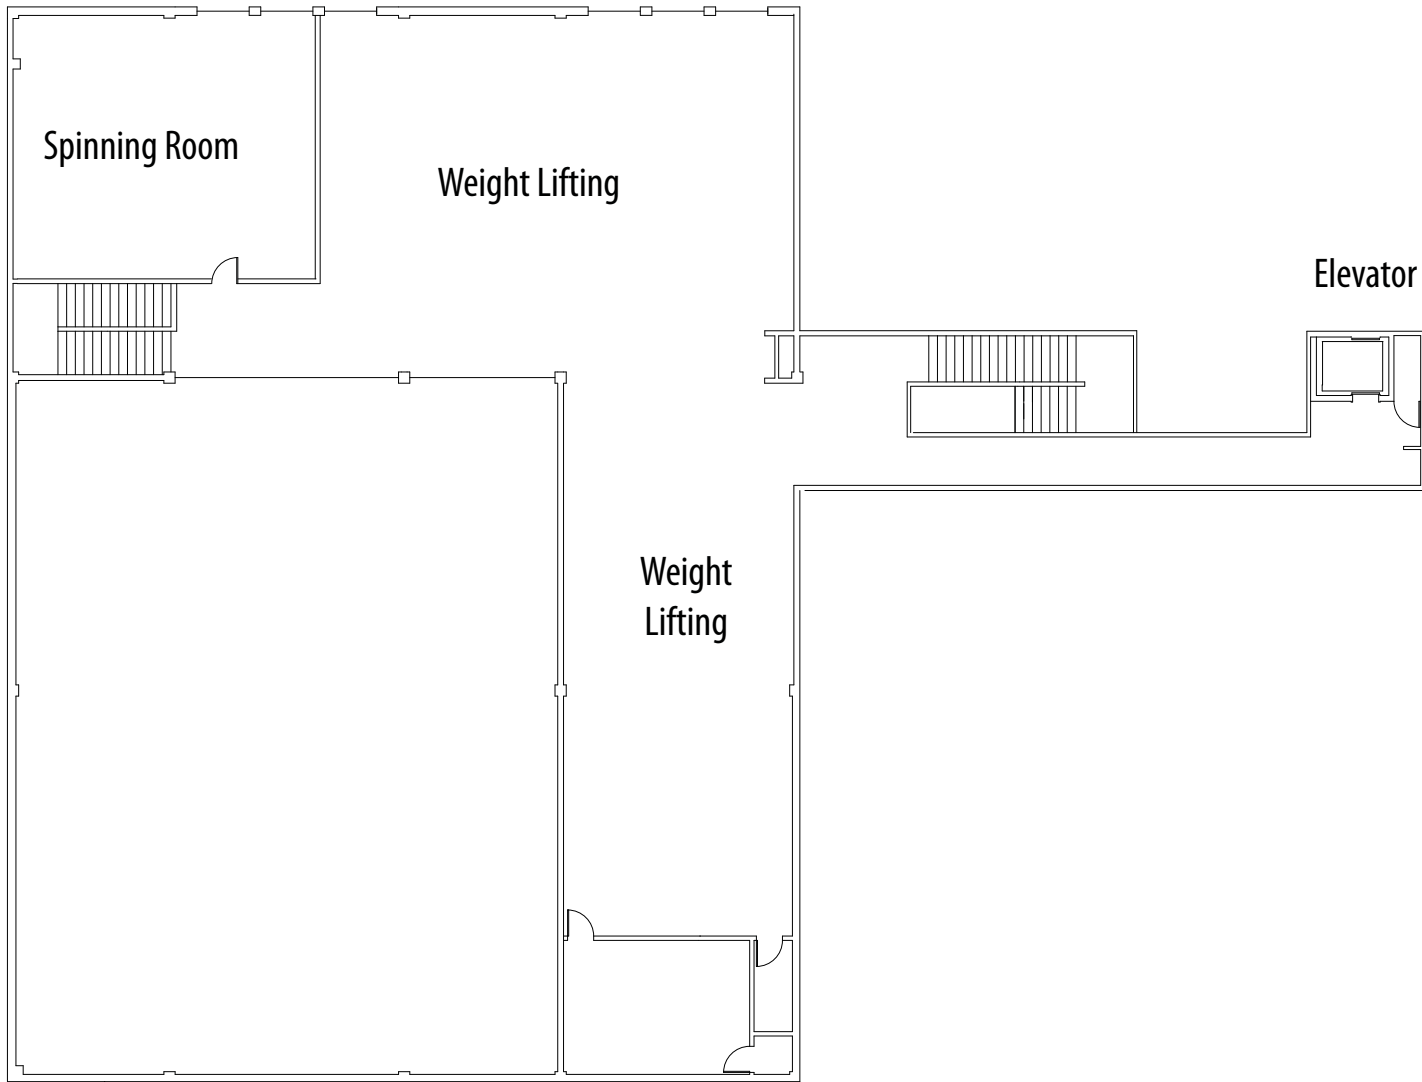 Spinning Room
Weight Lifting
Elevator
Weight
Lifting